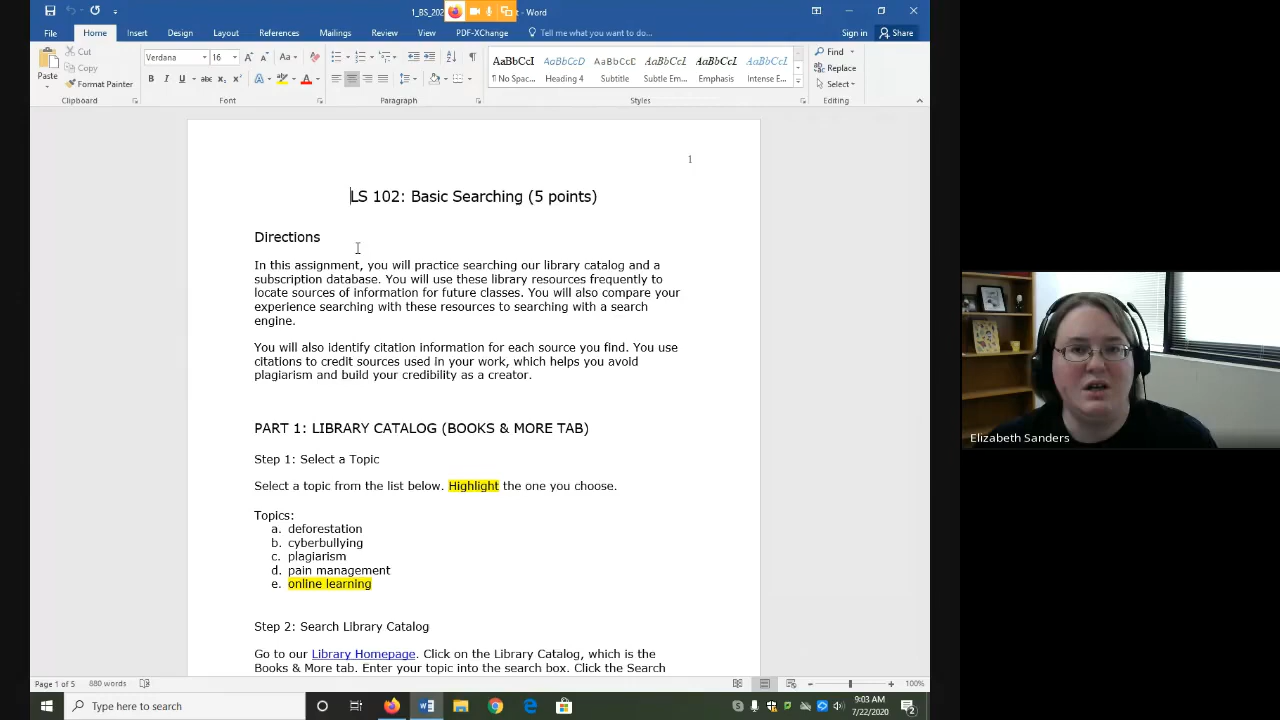 1_BS_202
t - Word
File
Home
Insert
Design
Layout
References
Mailings
Review
View
PDF-XChange
Tell me what you want to do...
Sign in
Share
Paste
Cut
Copy
Format Painter
Clipboard
Verdana
16
Font
Paragraph
AaBbCcI
AaBbCcD
AaBbCcD
AaBbCcI
AaBbCcI
AaBbCcI
¶ No Spac...
Heading 4
Subtitle
Subtle Em...
Emphasis
Intense E...
Styles
Find
Replace
Select
Editing
1
LS 102: Basic Searching (5 points)
Directions
In this assignment, you will practice searching our library catalog and a
subscription database. You will use these library resources frequently to
locate sources of information for future classes. You will also compare your
experience searching with these resources to searching with a search
engine.
You will also identify citation information for each source you find. You use
citations to credit sources used in your work, which helps you avoid
plagiarism and build your credibility as a creator.
PART 1: LIBRARY CATALOG (BOOKS & MORE TAB)
Step 1: Select a Topic
Select a topic from the list below. Highlight the one you choose.
Topics:
a. deforestation
b. cyberbullying
c. plagiarism
d. pain management
e. online learning
Step 2: Search Library Catalog
Go to our Library Homepage. Click on the Library Catalog, which is the
Books & More tab. Enter your topic into the search box. Click the Search
Elizabeth Sanders
Page 1 of 5
880 words
100%
Type here to search
9:03 AM
7/22/2020
2